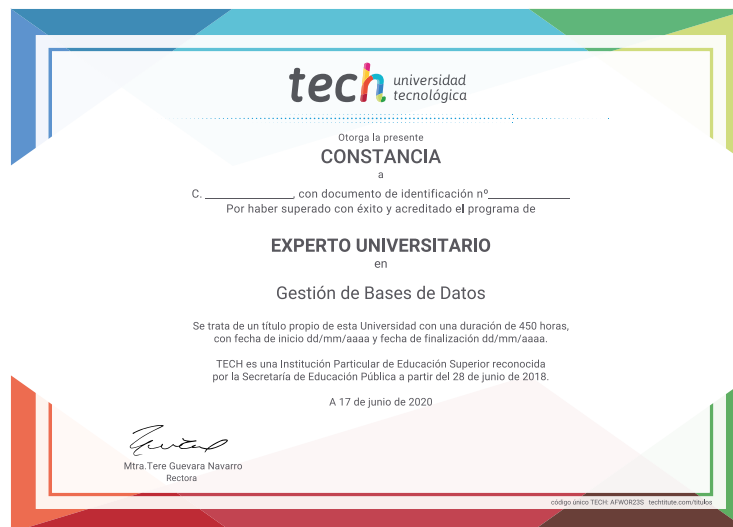 tech universidad
tecnológica
Otorga la presente
CONSTANCIA
a
C. ______________, con documento de identificación nº______________
Por haber superado con éxito y acreditado el programa de
EXPERTO UNIVERSITARIO
en
Gestión de Bases de Datos
Se trata de un título propio de esta Universidad con una duración de 450 horas,
con fecha de inicio dd/mm/aaaa y fecha de finalización dd/mm/aaaa.
TECH es una Institución Particular de Educación Superior reconocida
por la Secretaría de Educación Pública a partir del 28 de junio de 2018.
A 17 de junio de 2020
Mtra.Tere Guevara Navarro
Rectora
código único TECH: AFWOR23S techtitute.com/titulos